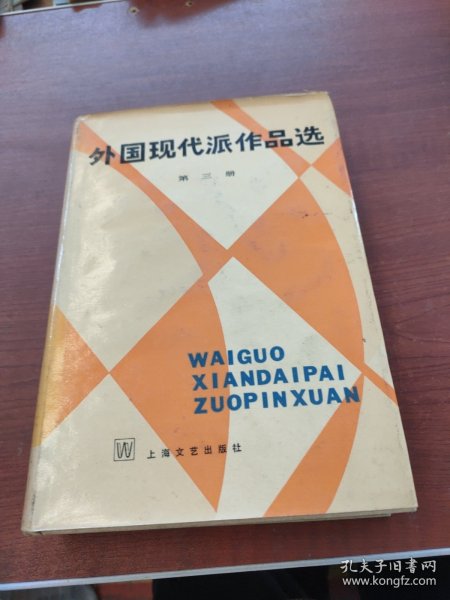 外国现代派作品选
第三册
WAIGUO
XIANDAIPAI
ZUOPINXUAN
上海文艺出版社
孔夫子旧书网
www.kongfz.com